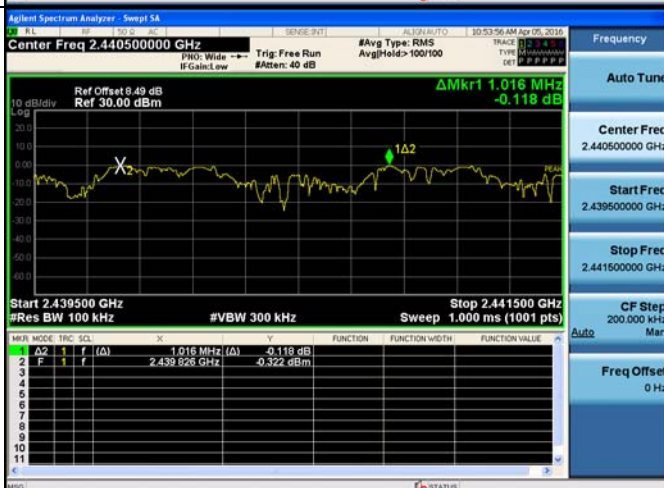 Agilent Spectrum Analyzer - Swept SA
RL RF 50 Ω AC SENSE:INT ALIGN AUTO 10:53:56 AM Apr 05, 2016
Center Freq 2.440500000 GHz
PNO: Wide
IFGain:Low
Trig: Free Run
#Atten: 40 dB
#Avg Type: RMS
Avg|Hold:>100/100
TRACE 1 2 3 4 5 6
TYPE M
DET P P P P P P
ΔMkr1 1.016 MHz
-0.118 dB
Ref Offset 8.49 dB
10 dB/div Ref 30.00 dBm
Log
20.0
10.0
0.00
-10.0
-20.0
-30.0
-40.0
-50.0
-60.0
X2
1Δ2
PEAK
Start 2.439500 GHz Stop 2.441500 GHz
#Res BW 100 kHz #VBW 300 kHz Sweep 1.000 ms (1001 pts)
MKR MODE TRC SCL X Y FUNCTION FUNCTION WIDTH FUNCTION VALUE
1 Δ2 1 f (Δ) 1.016 MHz (Δ) -0.118 dB
2 F 1 f 2.439 826 GHz -0.322 dBm
3
4
5
6
7
8
9
10
11
MSG STATUS
Frequency
Auto Tune
Center Freq
2.440500000 GHz
Start Freq
2.439500000 GHz
Stop Freq
2.441500000 GHz
CF Step
200.000 kHz
Auto Man
Freq Offset
0 Hz